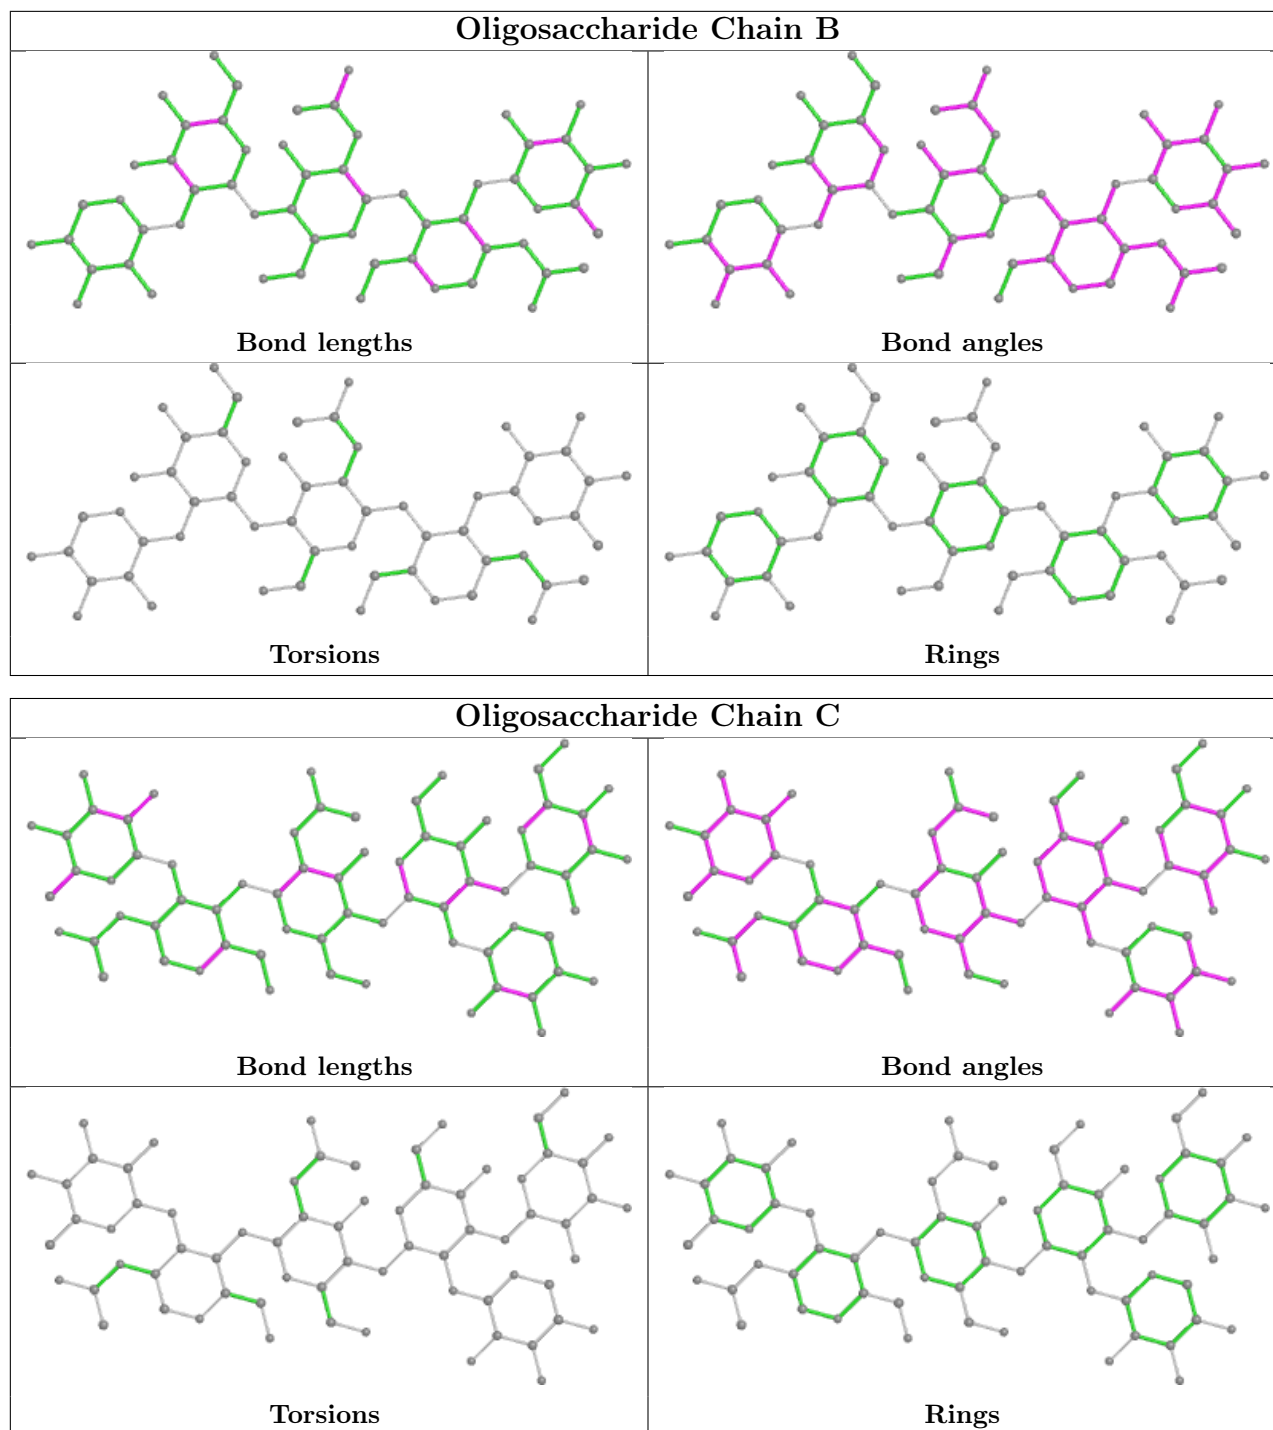 Oligosaccharide Chain B
Bond lengths
Bond angles
Torsions
Rings
Oligosaccharide Chain C
Bond lengths
Bond angles
Torsions
Rings